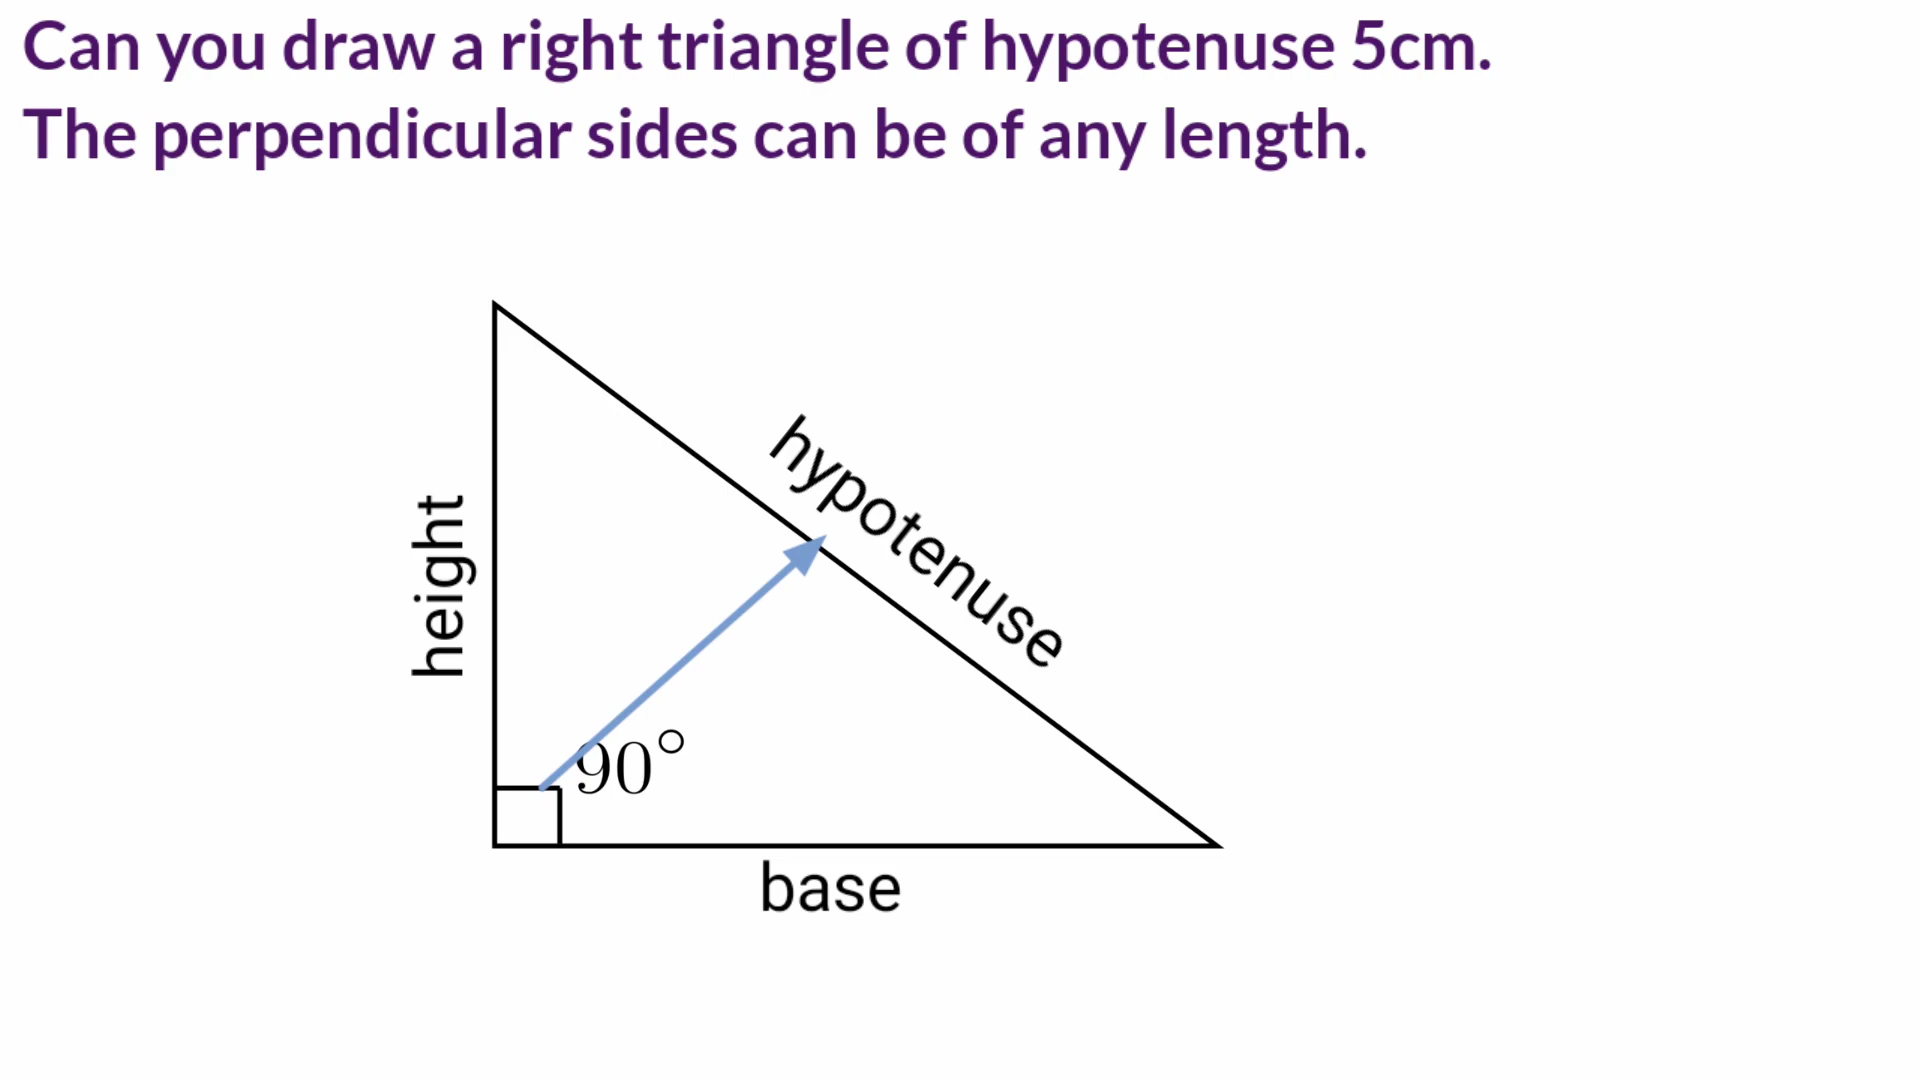 Can you draw a right triangle of hypotenuse 5cm.
The perpendicular sides can be of any length.
hypotenuse
height
90°
base